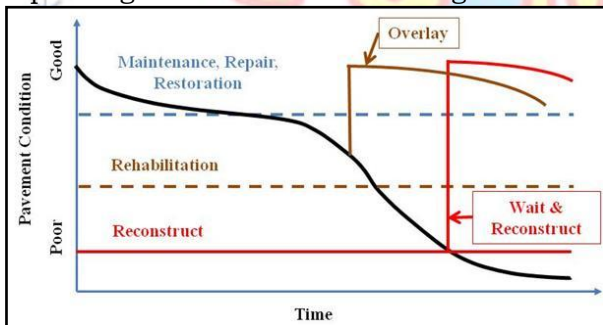 Overlay
Maintenance, Repair,
Restoration
Good
Pavement Condition
Poor
Rehabilitation
Reconstruct
Wait &
Reconstruct
Time